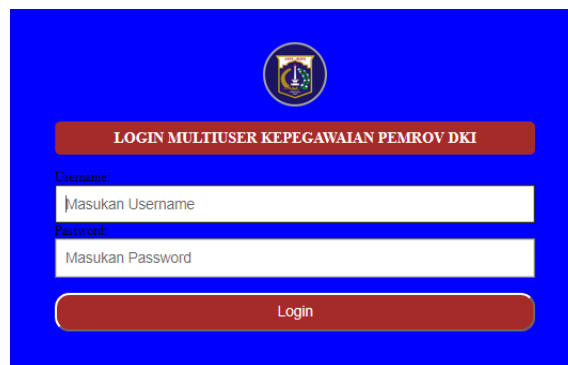 LOGIN MULTIUSER KEPEGAWAIAN PEMROV DKI
Username:
Masukan Username
Password:
Masukan Password
Login